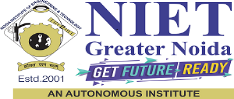 NIET
Greater Noida
GET FUTURE READY
Estd.2001
AN AUTONOMOUS INSTITUTE